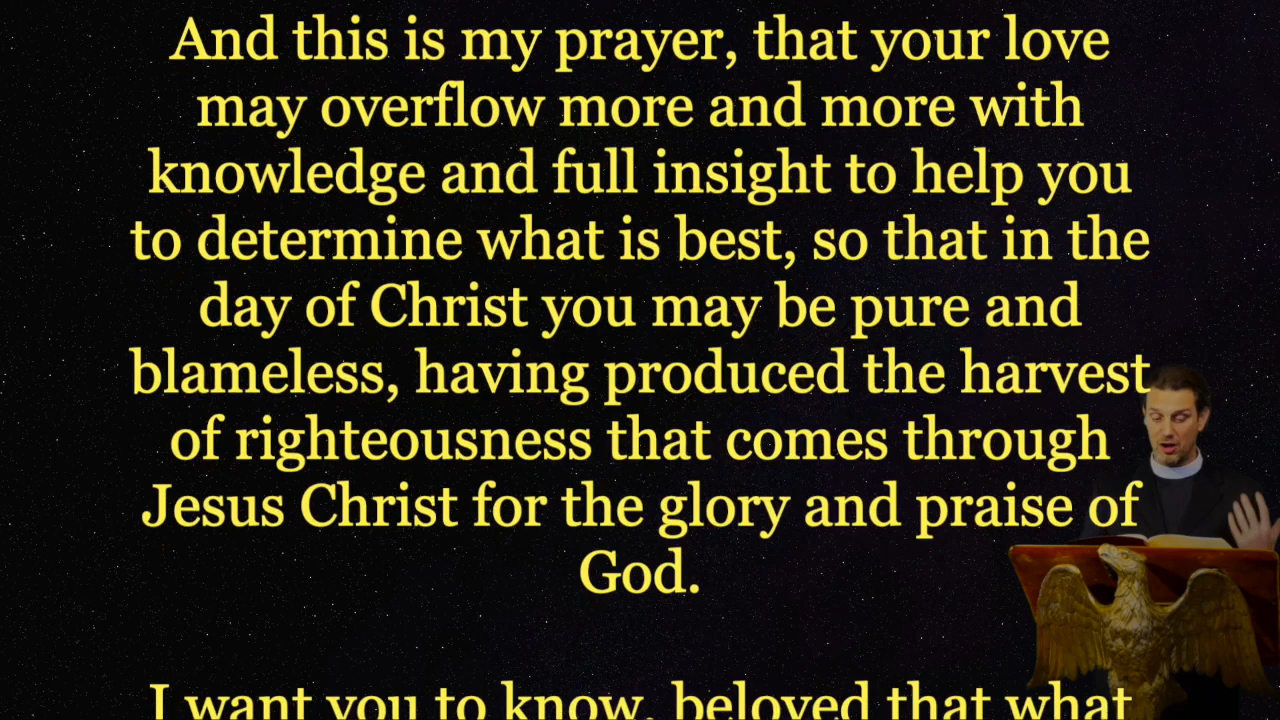 And this is my prayer, that your love
may overflow more and more with
knowledge and full insight to help you
to determine what is best, so that in the
day of Christ you may be pure and
blameless, having produced the harvest
of righteousness that comes through
Jesus Christ for the glory and praise of
God.
I want you to know, beloved that what